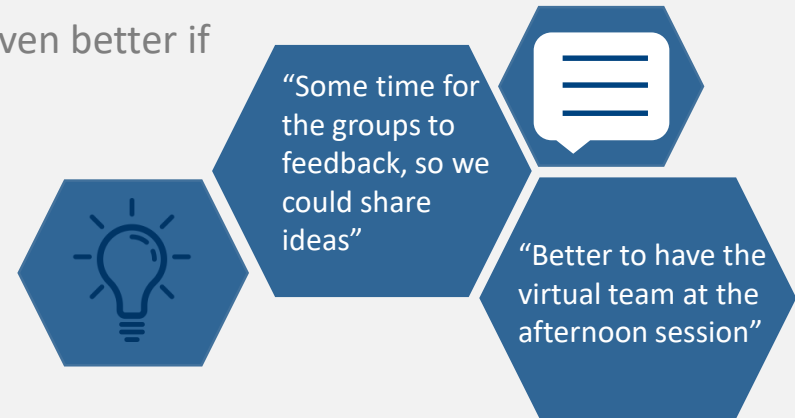 ven better if
“Some time for
the groups to
feedback, so we
could share
ideas”
“Better to have the
virtual team at the
afternoon session”